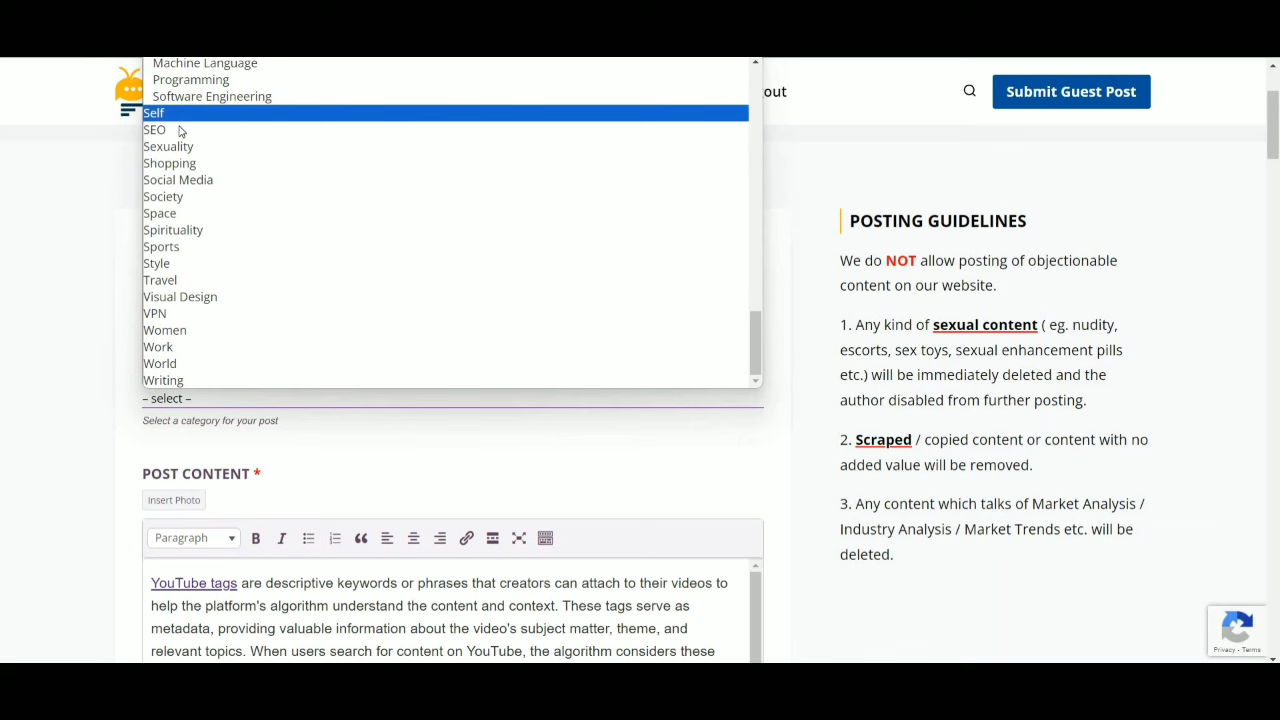 Machine Language
Programming
Software Engineering
Self
SEO
Sexuality
Shopping
Social Media
Society
Space
Spirituality
Sports
Style
Travel
Visual Design
VPN
Women
Work
World
Writing
– select –
Select a category for your post
POST CONTENT *
Insert Photo
Paragraph
B I
YouTube tags are descriptive keywords or phrases that creators can attach to their videos to
help the platform's algorithm understand the content and context. These tags serve as
metadata, providing valuable information about the video's subject matter, theme, and
relevant topics. When users search for content on YouTube, the algorithm considers these
out
Submit Guest Post
POSTING GUIDELINES
We do NOT allow posting of objectionable
content on our website.
1. Any kind of sexual content ( eg. nudity,
escorts, sex toys, sexual enhancement pills
etc.) will be immediately deleted and the
author disabled from further posting.
2. Scraped / copied content or content with no
added value will be removed.
3. Any content which talks of Market Analysis /
Industry Analysis / Market Trends etc. will be
deleted.
Privacy - Terms